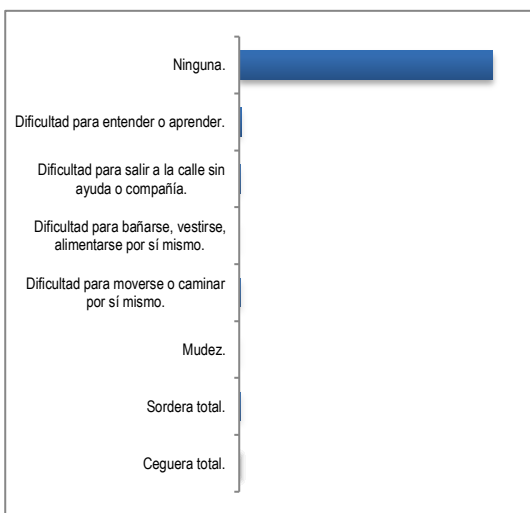 Ninguna.
Dificultad para entender o aprender.
Dificultad para salir a la calle sin
ayuda o compañía.
Dificultad para bañarse, vestirse,
alimentarse por sí mismo.
Dificultad para moverse o caminar
por sí mismo.
Mudez.
Sordera total.
Ceguera total.